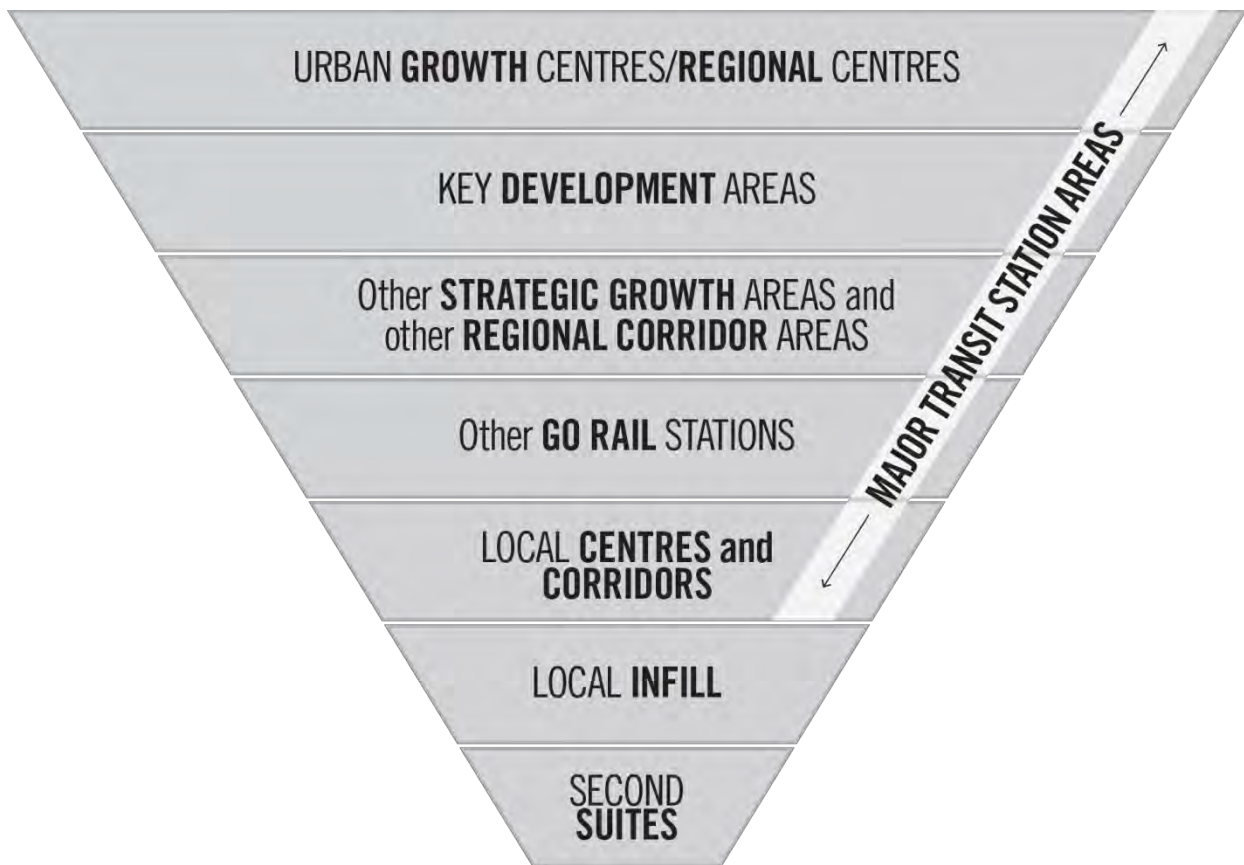 URBAN GROWTH CENTRES/REGIONAL CENTRES
KEY DEVELOPMENT AREAS
Other STRATEGIC GROWTH AREAS and
other REGIONAL CORRIDOR AREAS
Other GO RAIL STATIONS
LOCAL CENTRES and
CORRIDORS
LOCAL INFILL
SECOND
SUITES
MAJOR TRANSIT STATION AREAS